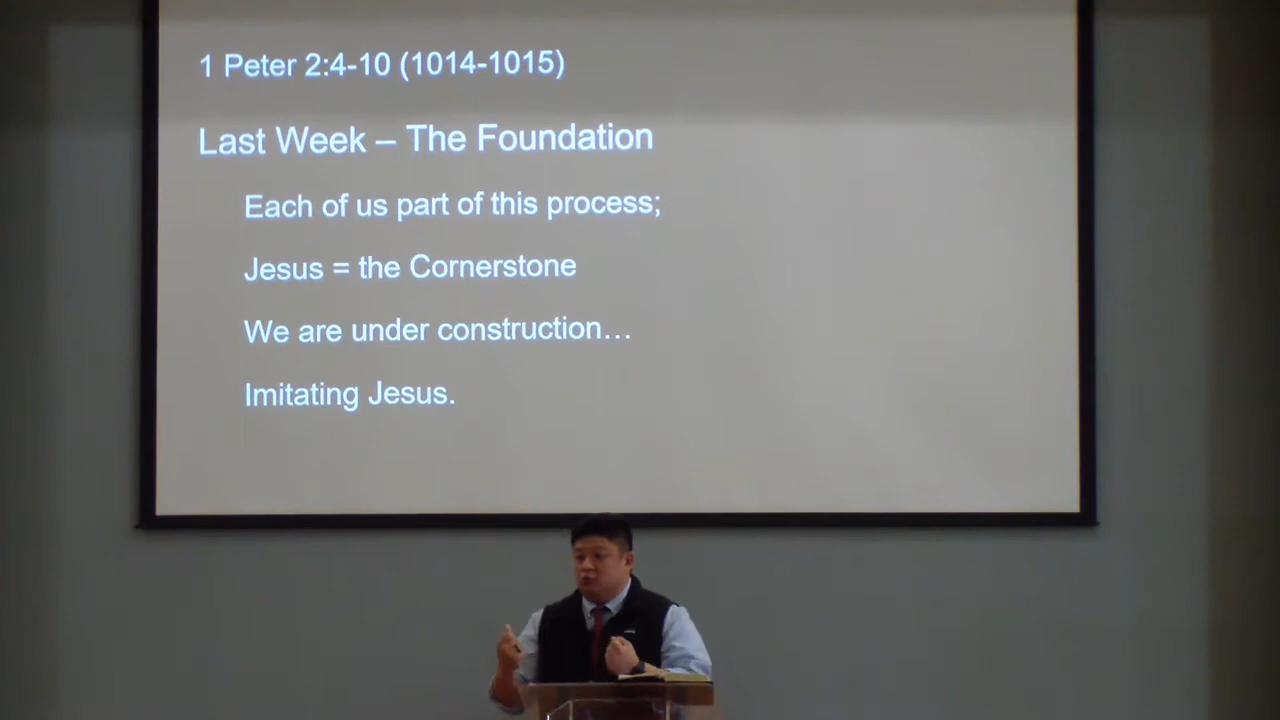 1 Peter 2:4-10 (1014-1015)
Last Week – The Foundation
Each of us part of this process;
Jesus = the Cornerstone
We are under construction…
Imitating Jesus.